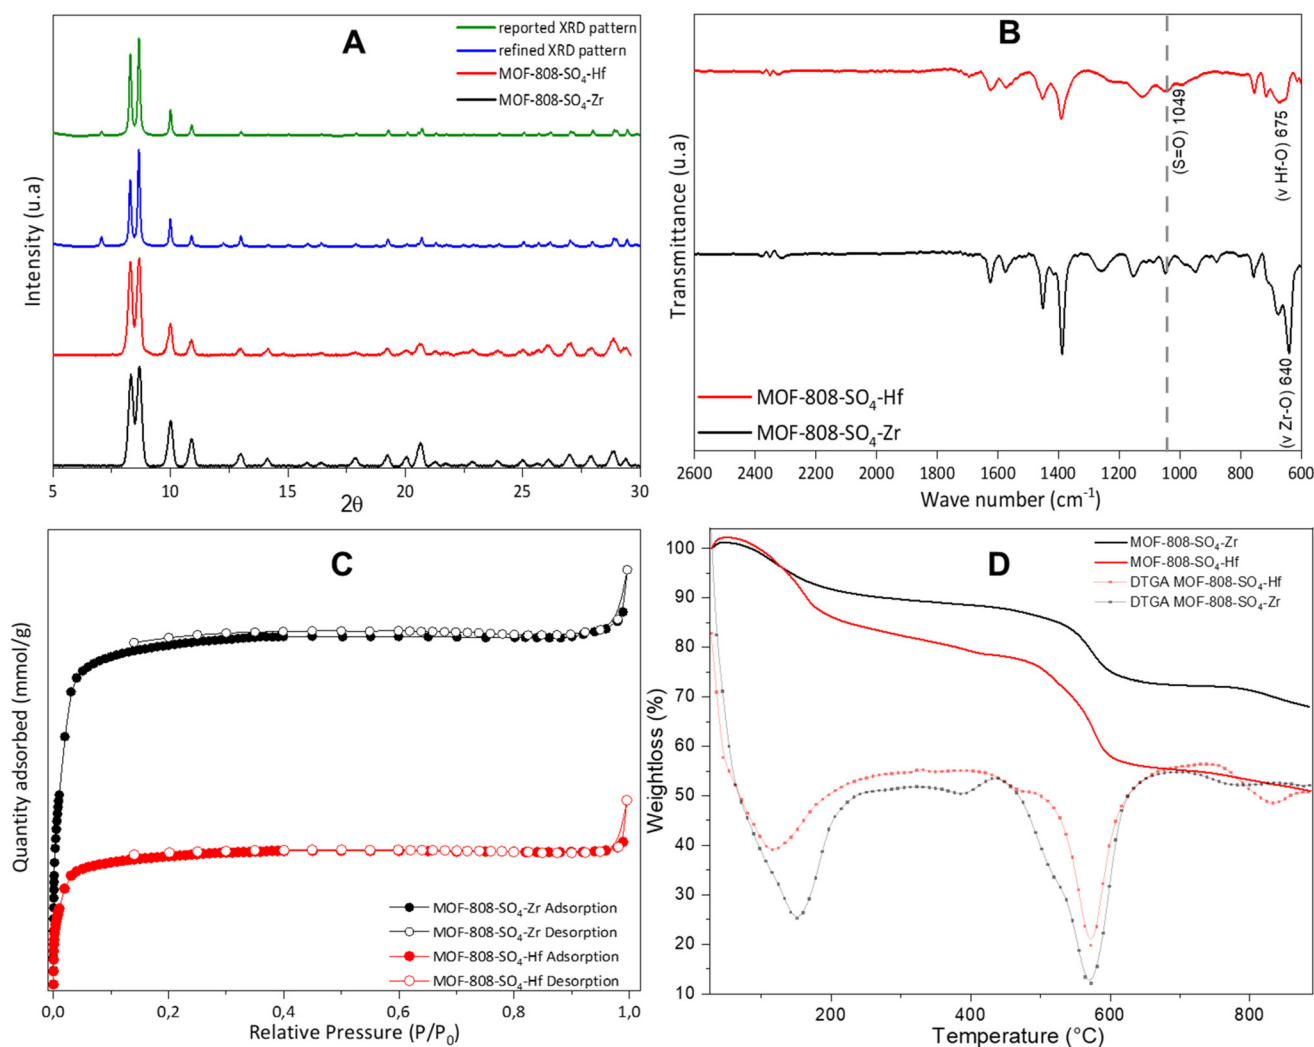 A
reported XRD pattern
refined XRD pattern
MOF-808-SO₄-Hf
MOF-808-SO₄-Zr
Intensity (u.a)
5 10 15 20 25 30
2θ
B
(S=O) 1049
(ν Hf-O) 675
(ν Zr-O) 640
MOF-808-SO₄-Hf
MOF-808-SO₄-Zr
Transmittance (u.a)
2600 2400 2200 2000 1800 1600 1400 1200 1000 800 600
Wave number (cm⁻¹)
C
Quantity adsorbed (mmol/g)
MOF-808-SO₄-Zr Adsorption
MOF-808-SO₄-Zr Desorption
MOF-808-SO₄-Hf Adsorption
MOF-808-SO₄-Hf Desorption
0,0 0,2 0,4 0,6 0,8 1,0
Relative Pressure (P/P₀)
D
MOF-808-SO₄-Zr
MOF-808-SO₄-Hf
DTGA MOF-808-SO₄-Hf
DTGA MOF-808-SO₄-Zr
Weightloss (%)
100
90
80
70
60
50
40
30
20
10
200 400 600 800
Temperature (°C)